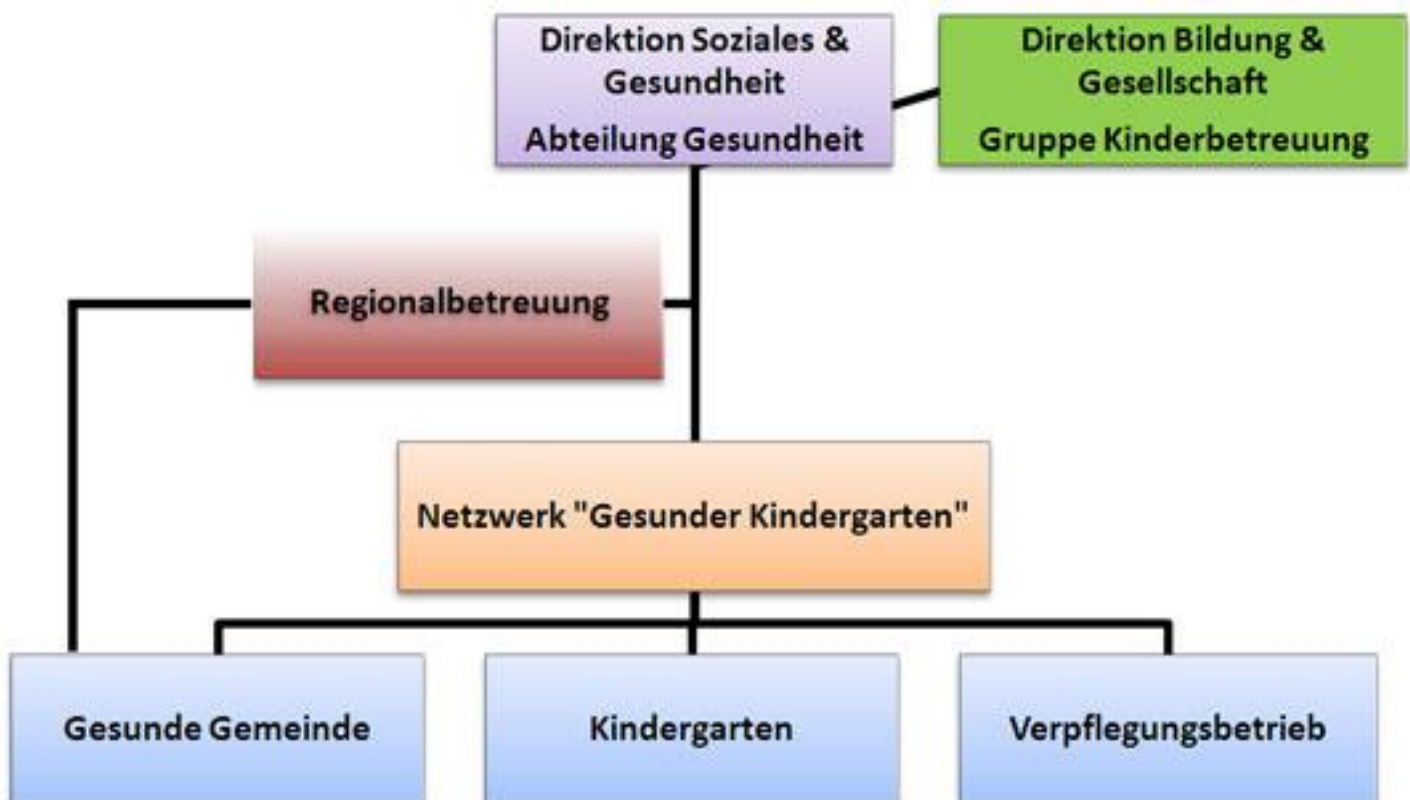 Direktion Soziales &
Gesundheit
Abteilung Gesundheit
Direktion Bildung &
Gesellschaft
Gruppe Kinderbetreuung
Regionalbetreuung
Netzwerk "Gesunder Kindergarten"
Gesunde Gemeinde
Kindergarten
Verpflegungsbetrieb